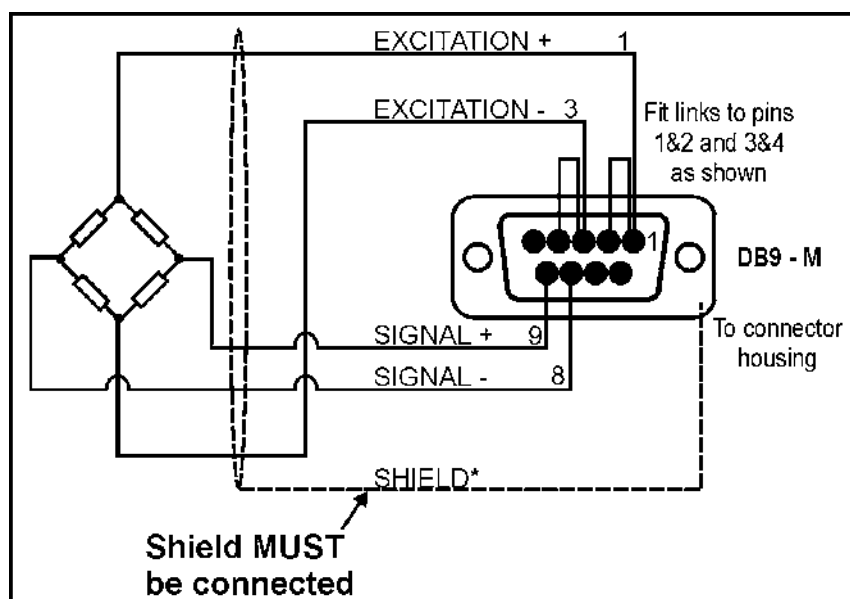 EXCITATION + 1
EXCITATION - 3
Fit links to pins
1&2 and 3&4
as shown
1
DB9 - M
To connector
housing
SIGNAL + 9
SIGNAL - 8
SHIELD*
Shield MUST
be connected